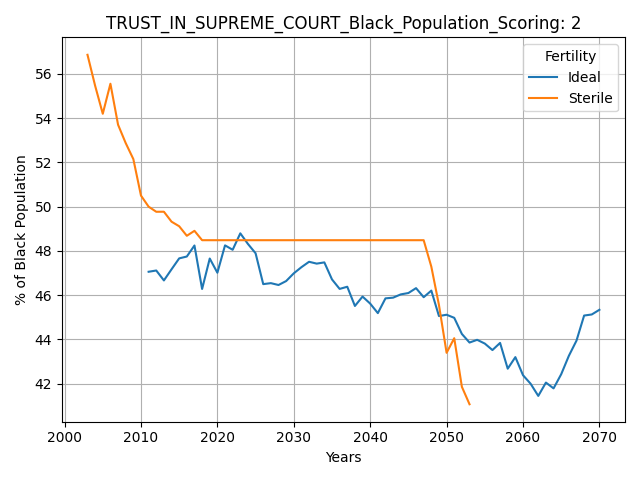 TRUST_IN_SUPREME_COURT_Black_Population_Scoring: 2
Fertility
Ideal
Sterile
% of Black Population
56
54
52
50
48
46
44
42
2000 2010 2020 2030 2040 2050 2060 2070
Years